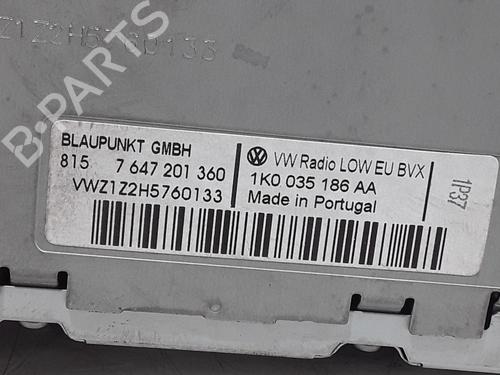 Z1Z2H5760133
B-PARTS
BLAUPUNKT GMBH
815 7 647 201 360
VWZ1Z2H5760133
VW Radio LOW EU BVX
1K0 035 186 AA
Made in Portugal
1P37